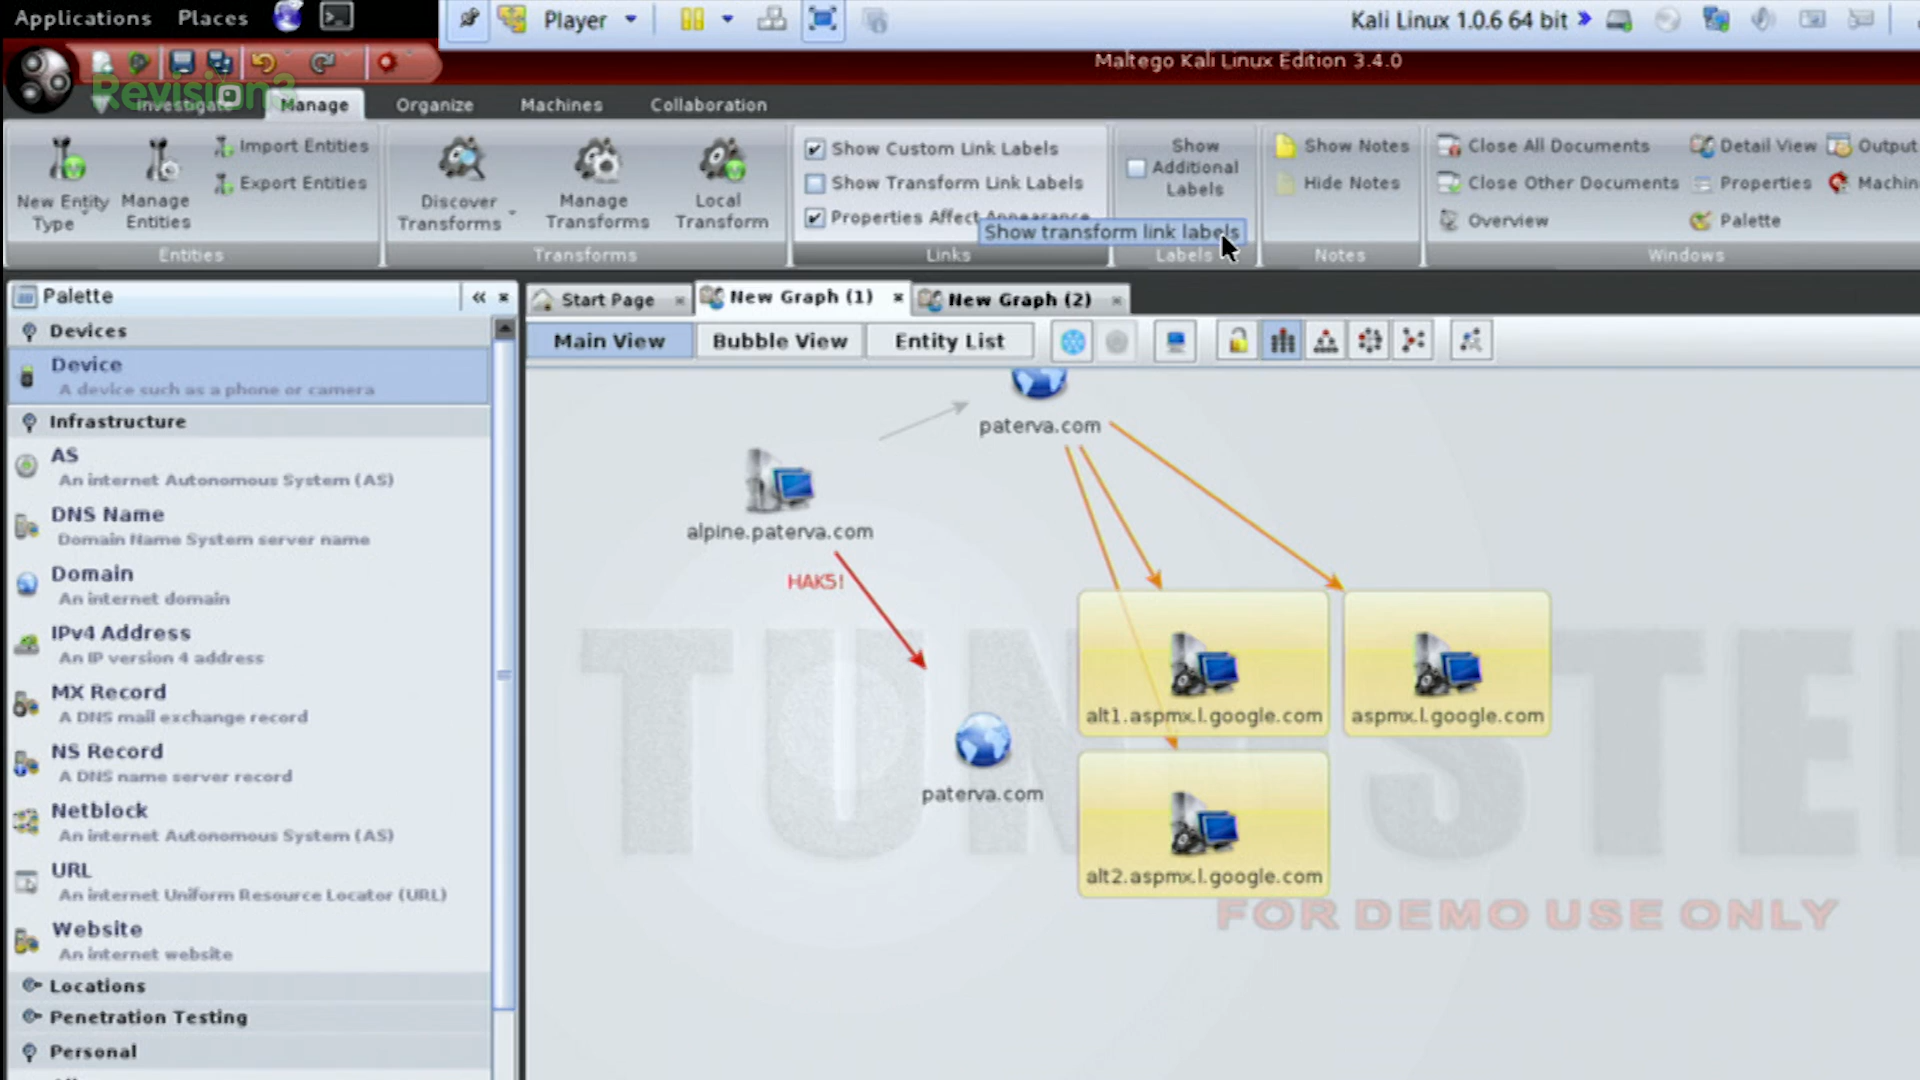 Applications Places
Player
Kali Linux 1.0.6 64 bit
Maltego Kali Linux Edition 3.4.0
Revision3
Investigate Manage Organize Machines Collaboration
New Entity Type
Manage Entities
Import Entities
Export Entities
Entities
Discover Transforms
Manage Transforms
Local Transform
Transforms
Show Custom Link Labels
Show Transform Link Labels
Properties Affect Appearance
Show transform link labels
Links
Show Additional Labels
Labels
Show Notes
Hide Notes
Notes
Close All Documents
Close Other Documents
Overview
Detail View
Properties
Palette
Output
Machin
Windows
Palette
Start Page
New Graph (1)
New Graph (2)
Main View Bubble View Entity List
Devices
Device
A device such as a phone or camera
Infrastructure
AS
An internet Autonomous System (AS)
DNS Name
Domain Name System server name
Domain
An internet domain
IPv4 Address
An IP version 4 address
MX Record
A DNS mail exchange record
NS Record
A DNS name server record
Netblock
An internet Autonomous System (AS)
URL
An internet Uniform Resource Locator (URL)
Website
An internet website
Locations
Penetration Testing
Personal
paterva.com
alpine.paterva.com
HAK5!
paterva.com
alt1.aspmx.l.google.com
aspmx.l.google.com
alt2.aspmx.l.google.com
FOR DEMO USE ONLY